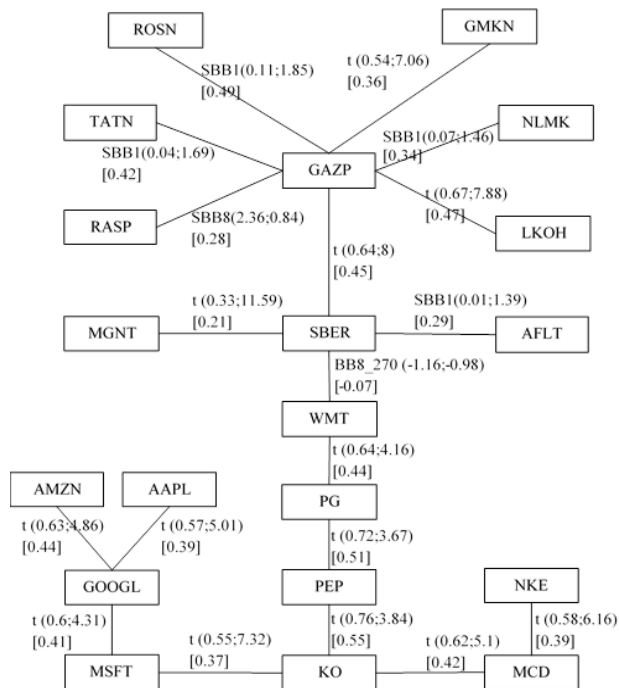 ROSN
GMKN
SBB1(0.11;1.85)
[0.49]
t (0.54;7.06)
[0.36]
TATN
NLMK
SBB1(0.04;1.69)
[0.42]
SBB1(0.07;1.46)
[0.34]
GAZP
RASP
SBB8(2.36;0.84)
[0.28]
t (0.67;7.88)
[0.47]
LKOH
t (0.64;8)
[0.45]
t (0.33;11.59)
[0.21]
SBB1(0.01;1.39)
[0.29]
MGNT
SBER
AFLT
BB8_270 (-1.16;-0.98)
[-0.07]
WMT
t (0.64;4.16)
[0.44]
AMZN
AAPL
PG
t (0.63;4.86)
[0.44]
t (0.57;5.01)
[0.39]
t (0.72;3.67)
[0.51]
GOOGL
PEP
NKE
t (0.6;4.31)
[0.41]
t (0.76;3.84)
[0.55]
t (0.58;6.16)
[0.39]
t (0.55;7.32)
[0.37]
t (0.62;5.1)
[0.42]
MSFT
KO
MCD